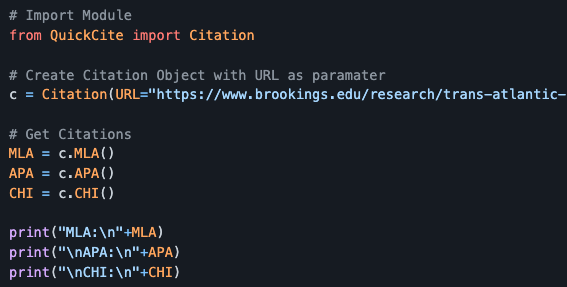 # Import Module
from QuickCite import Citation
# Create Citation Object with URL as paramater
c = Citation(URL="https://www.brookings.edu/research/trans-atlantic-
# Get Citations
MLA = c.MLA()
APA = c.APA()
CHI = c.CHI()
print("MLA:\n"+MLA)
print("\nAPA:\n"+APA)
print("\nCHI:\n"+CHI)